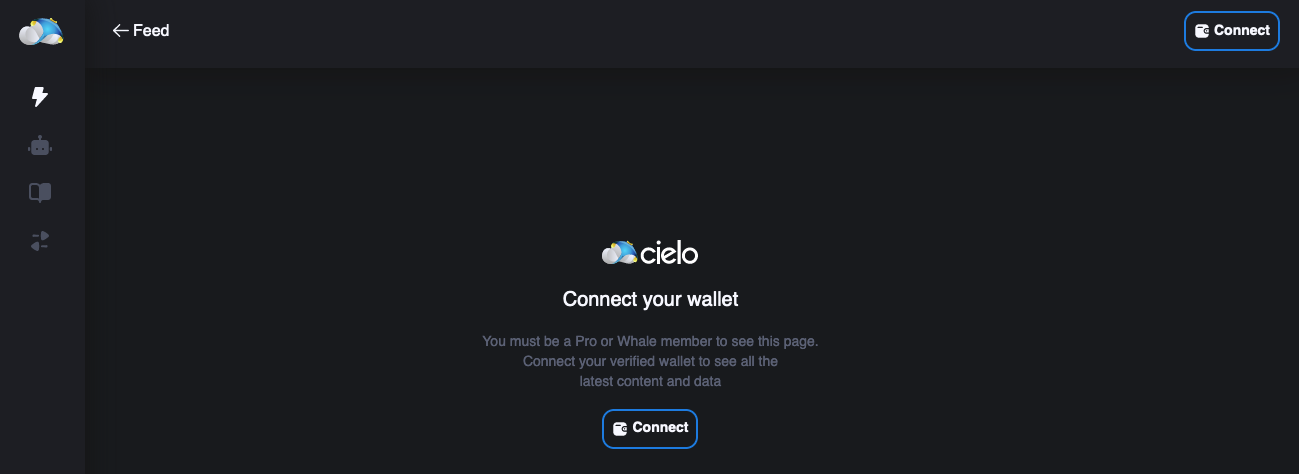 Feed
Connect
cielo
Connect your wallet
You must be a Pro or Whale member to see this page.
Connect your verified wallet to see all the
latest content and data
Connect